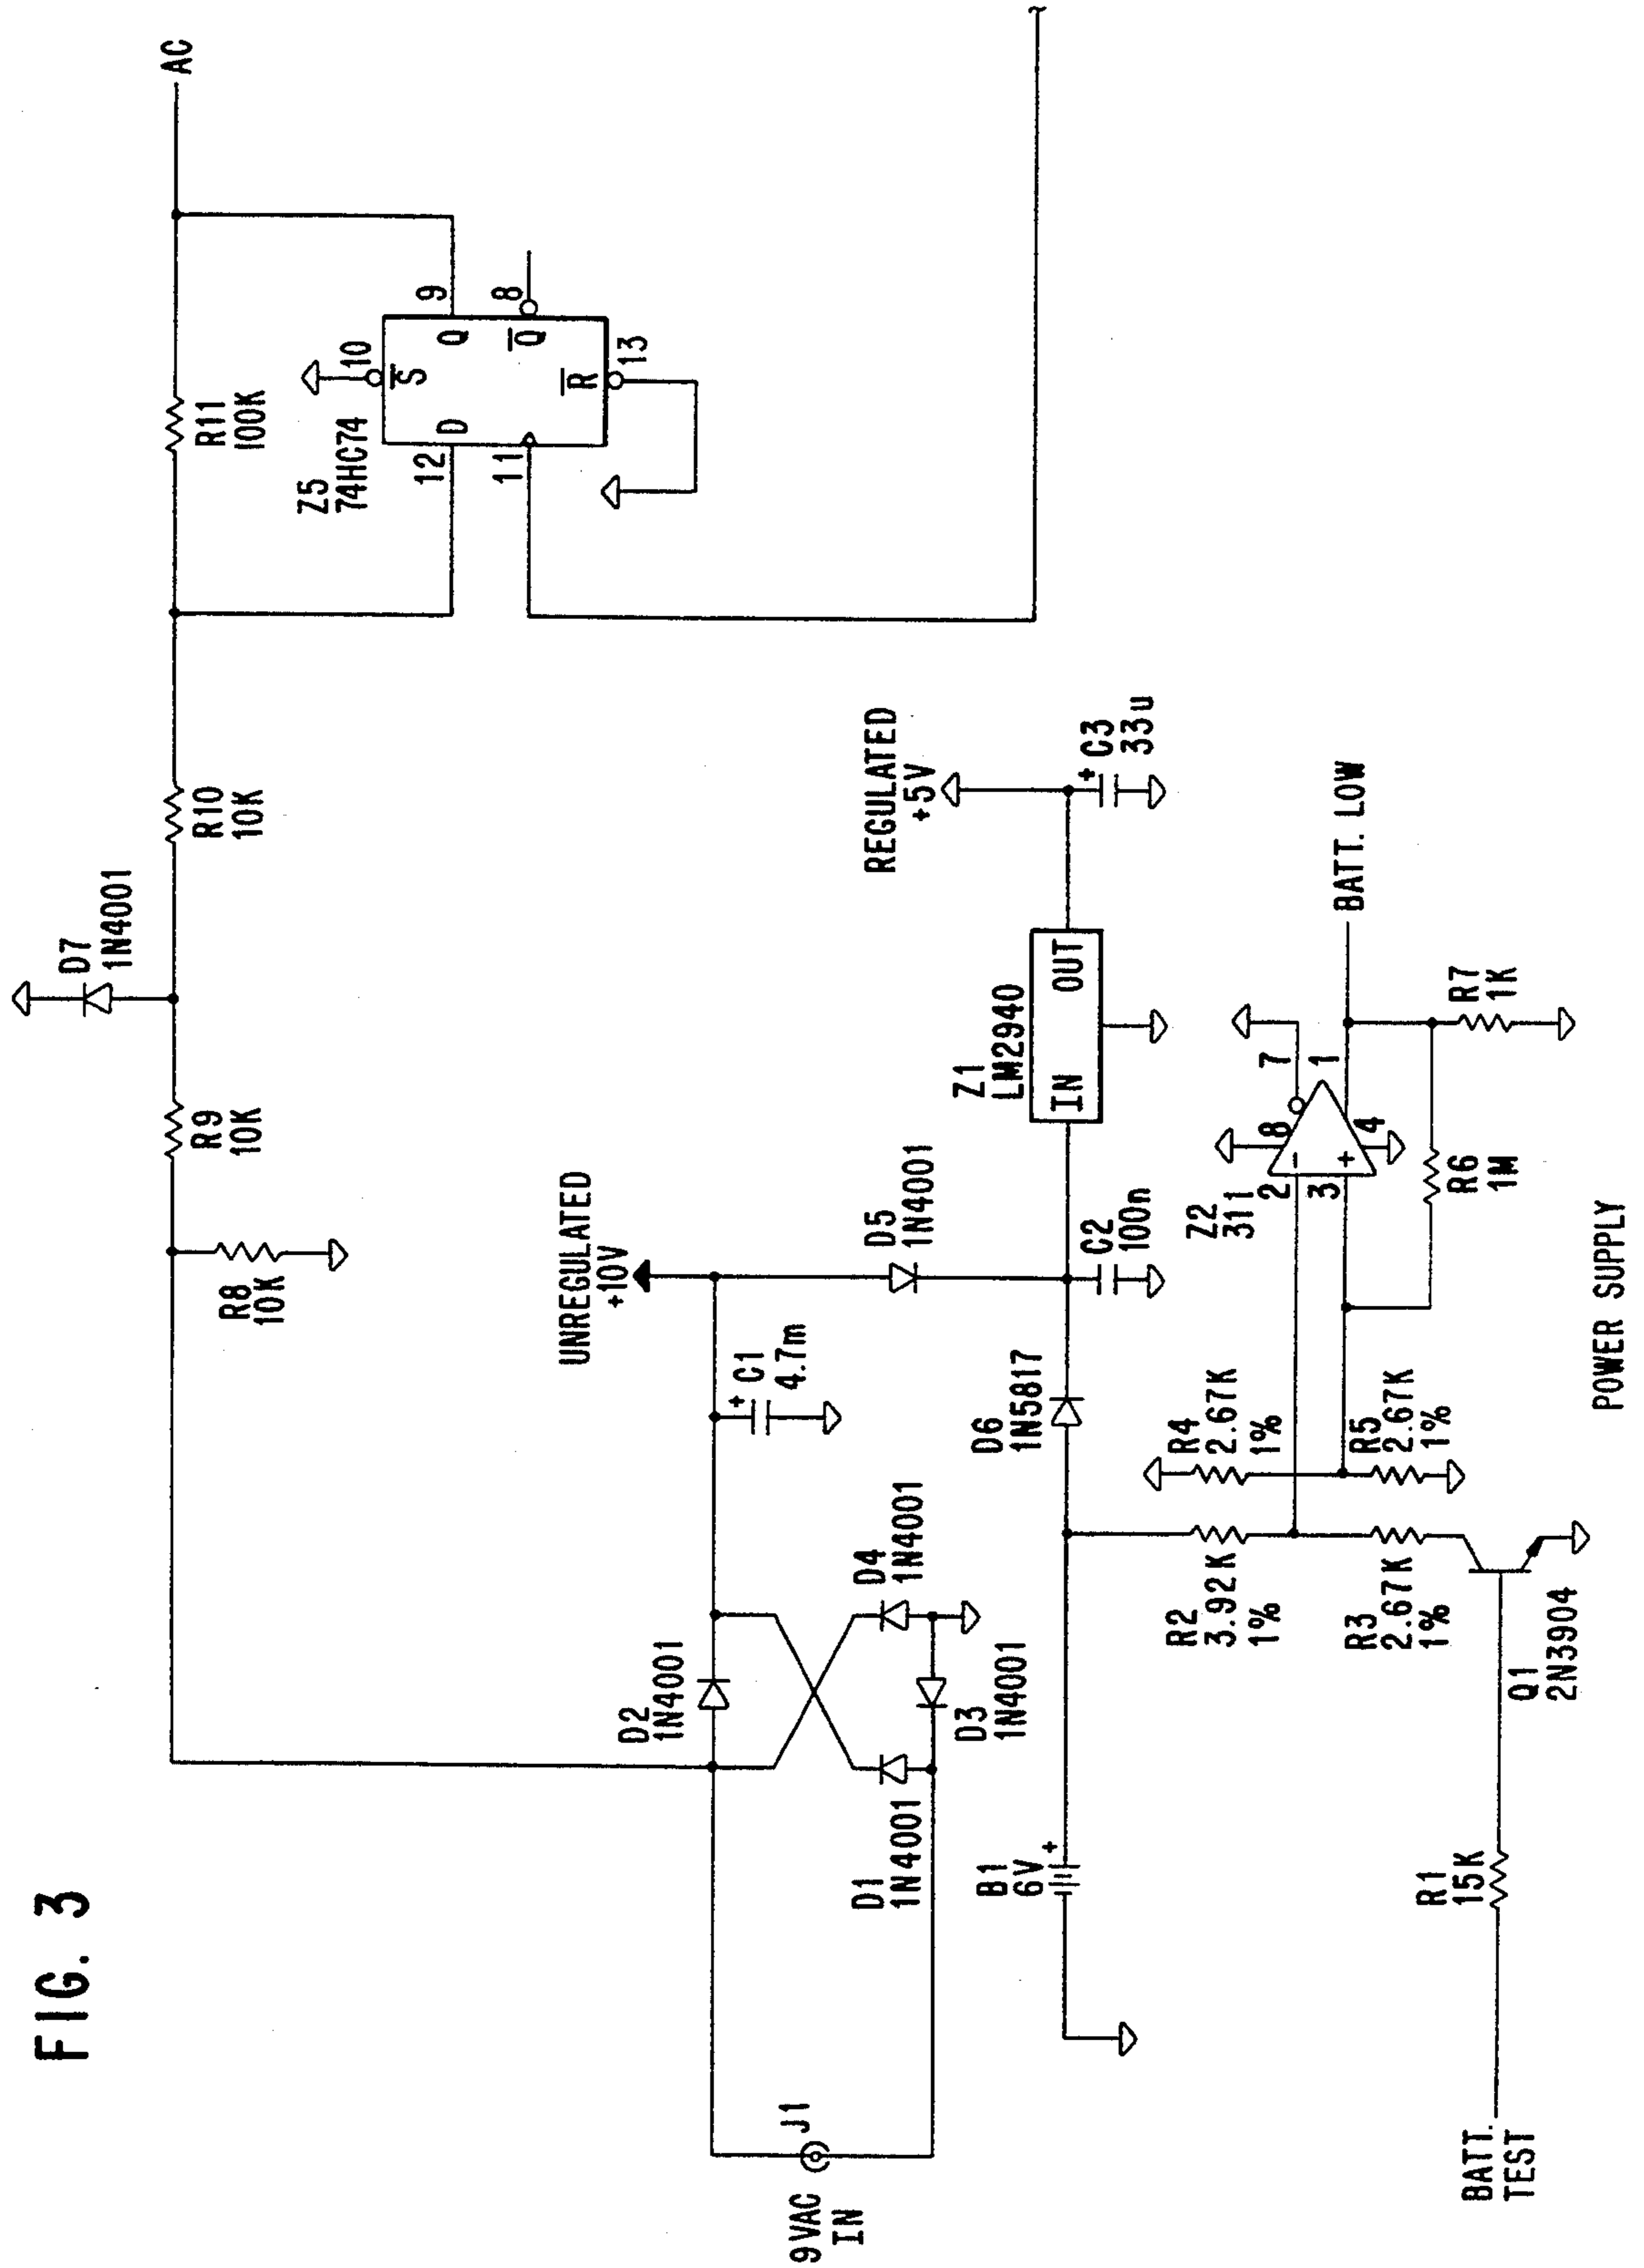 FIG. 3
AC
D7
1N4001
R8
10K
R9
10K
R10
10K
R11
100K
Z5
74HC74
10
S̅
12
D
Q
9
11
Q̅
8
R̅
13
9VAC
IN
J1
D2
1N4001
D1
1N4001
D4
1N4001
D3
1N4001
UNREGULATED
+10V
+
C1
4.7m
D5
1N4001
B1
6V
+
D6
1N5817
C2
100n
Z1
LM2940
IN
OUT
REGULATED
+5V
+
C3
33u
R2
3.92K
1%
R4
2.67K
1%
R3
2.67K
1%
R5
2.67K
1%
Z2
311
2
-
8
7
3
+
4
1
BATT. LOW
R6
1M
R7
1K
BATT.
TEST
R1
15K
Q1
2N3904
POWER SUPPLY